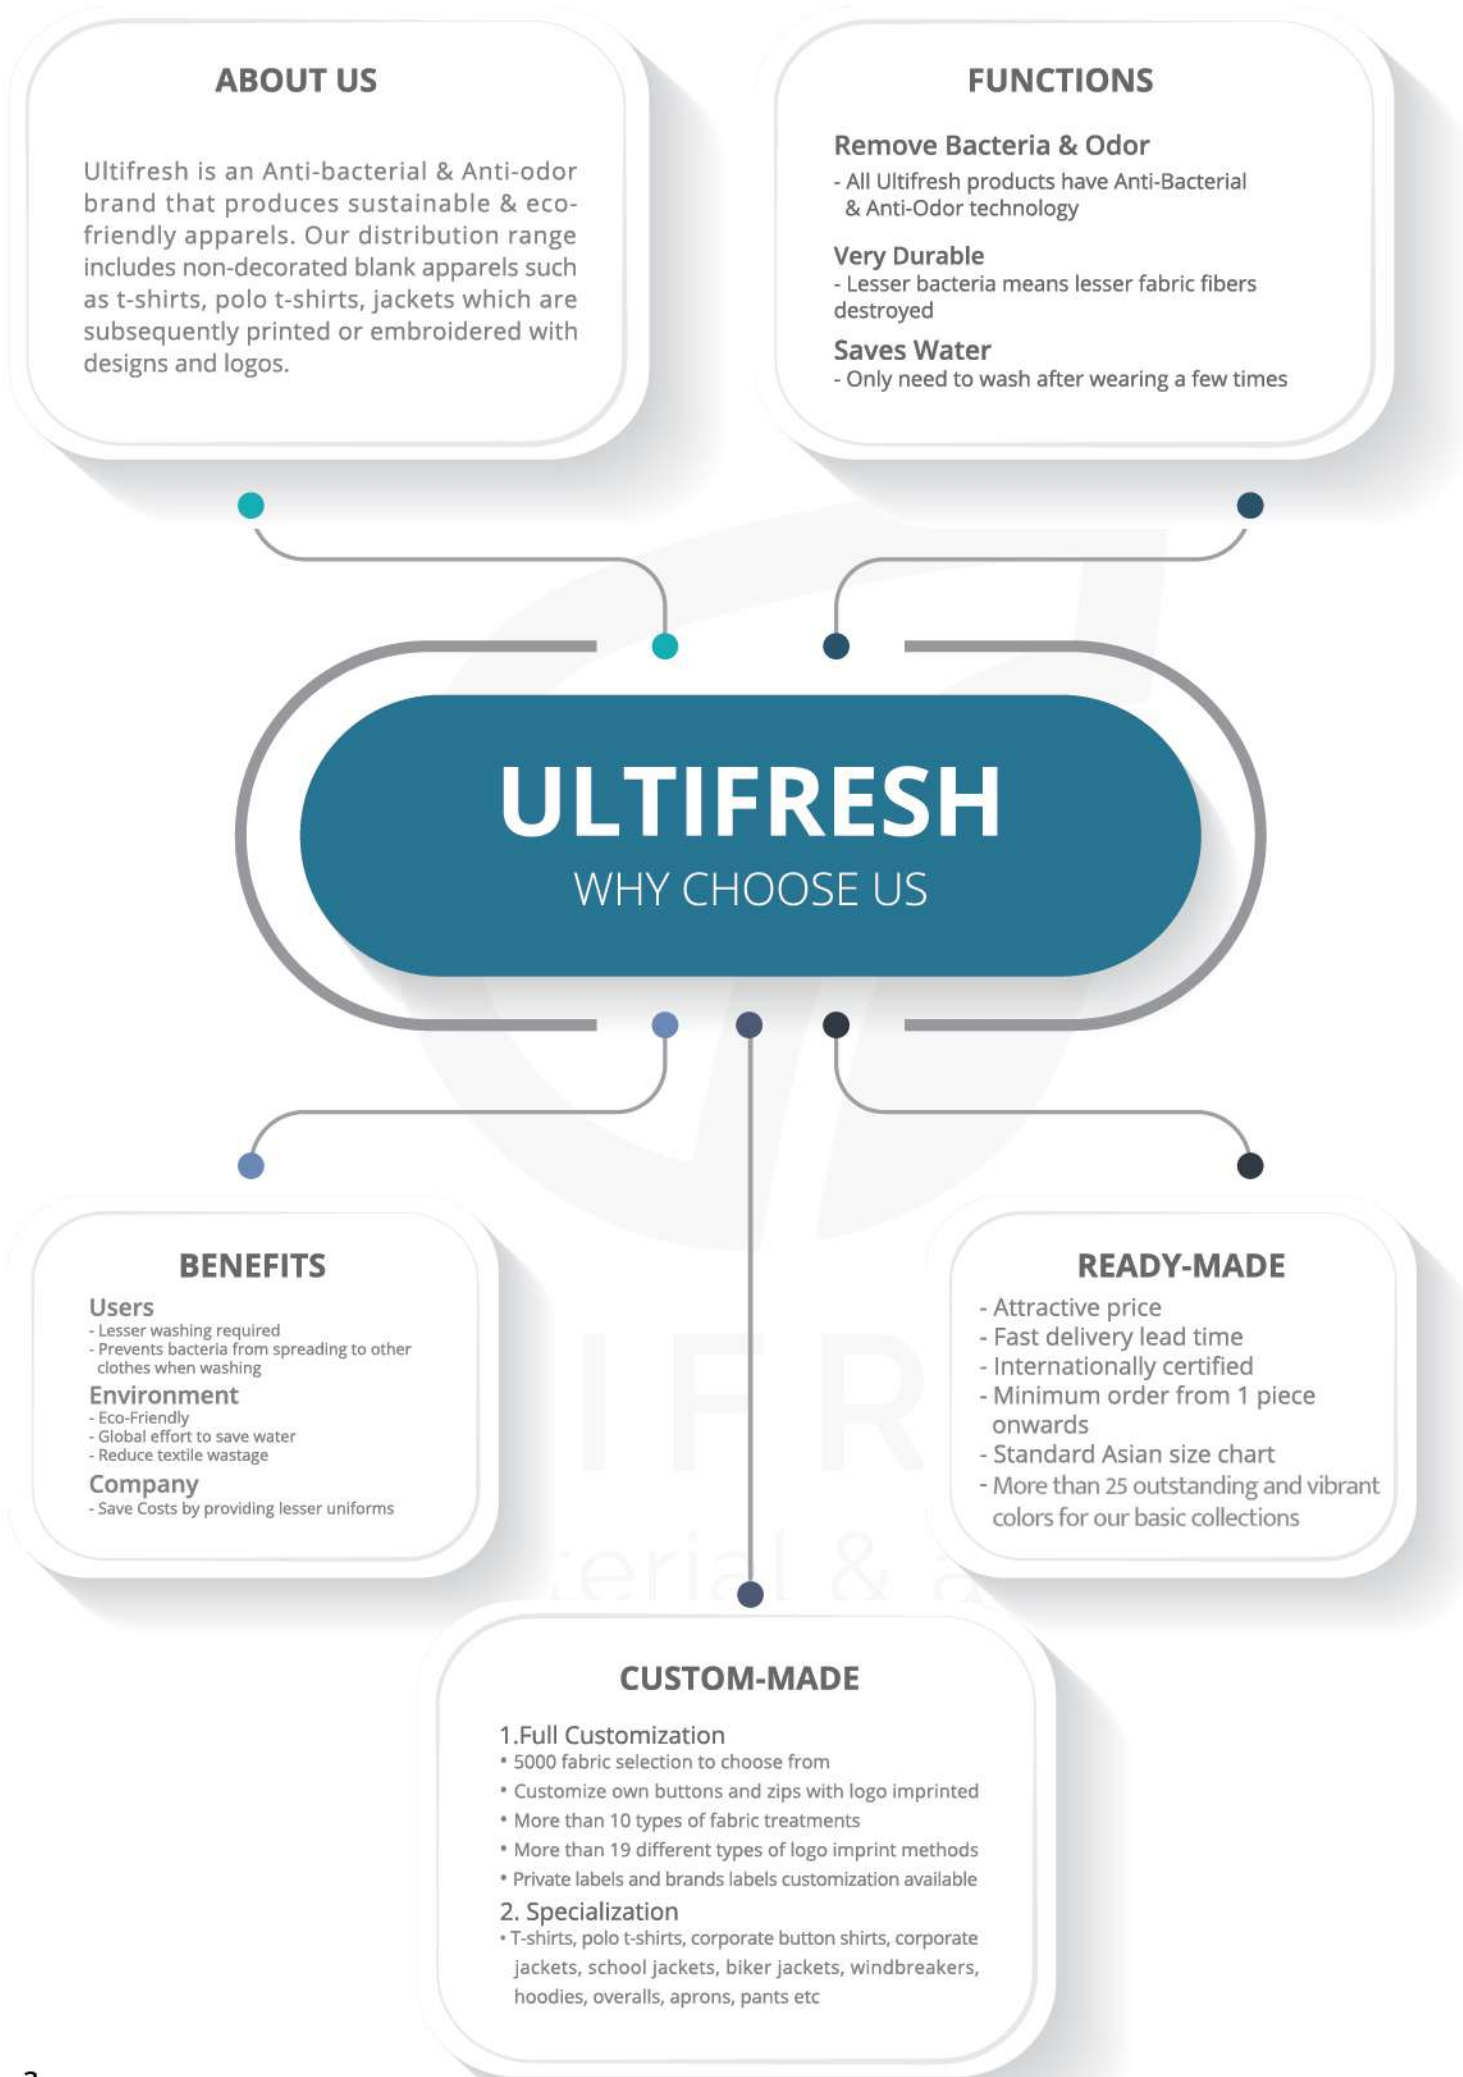 ABOUT US
Ultifresh is an Anti-bacterial & Anti-odor
brand that produces sustainable & eco-
friendly apparels. Our distribution range
includes non-decorated blank apparels such
as t-shirts, polo t-shirts, jackets which are
subsequently printed or embroidered with
designs and logos.
FUNCTIONS
Remove Bacteria & Odor
- All Ultifresh products have Anti-Bacterial
& Anti-Odor technology
Very Durable
- Lesser bacteria means lesser fabric fibers
destroyed
Saves Water
- Only need to wash after wearing a few times
ULTIFRESH
WHY CHOOSE US
BENEFITS
Users
- Lesser washing required
- Prevents bacteria from spreading to other
clothes when washing
Environment
- Eco-Friendly
- Global effort to save water
- Reduce textile wastage
Company
- Save Costs by providing lesser uniforms
READY-MADE
- Attractive price
- Fast delivery lead time
- Internationally certified
- Minimum order from 1 piece
onwards
- Standard Asian size chart
- More than 25 outstanding and vibrant
colors for our basic collections
CUSTOM-MADE
1.Full Customization
• 5000 fabric selection to choose from
• Customize own buttons and zips with logo imprinted
• More than 10 types of fabric treatments
• More than 19 different types of logo imprint methods
• Private labels and brands labels customization available
2. Specialization
• T-shirts, polo t-shirts, corporate button shirts, corporate
jackets, school jackets, biker jackets, windbreakers,
hoodies, overalls, aprons, pants etc